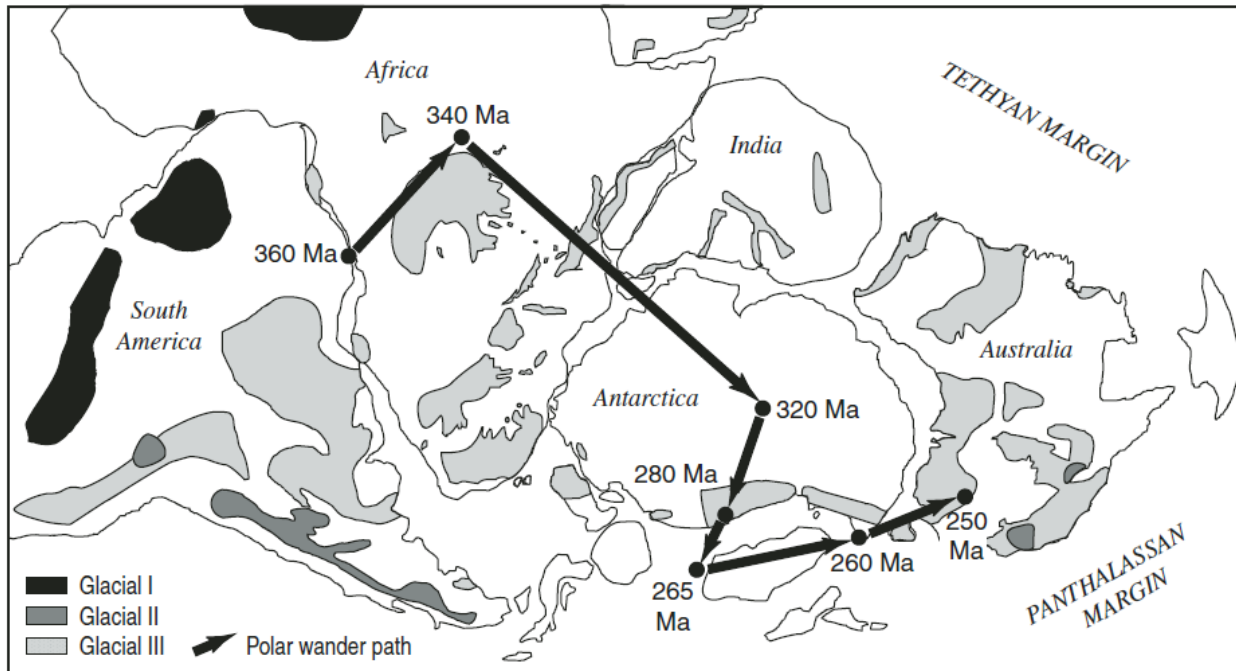 Africa
TETHYAN MARGIN
340 Ma
India
360 Ma
South
America
Australia
Antarctica
320 Ma
280 Ma
250
Ma
260 Ma
265
Ma
PANTHALASSAN
MARGIN
Glacial I
Glacial II
Glacial III
Polar wander path